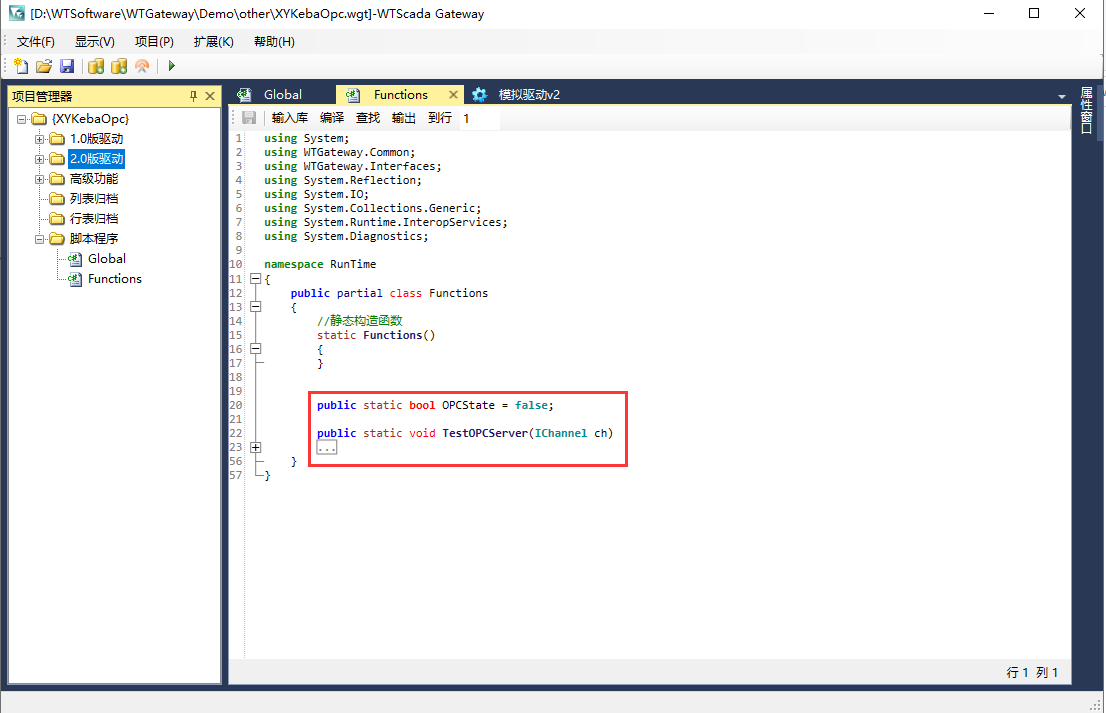 [D:\WTSoftware\WTGateway\Demo\other\XYKebaOpc.wgt]-WTScada Gateway
文件(F) 显示(V) 项目(P) 扩展(K) 帮助(H)
项目管理器
{XYKebaOpc}
1.0版驱动
2.0版驱动
高级功能
列表归档
行表归档
脚本程序
Global
Functions
Global Functions 模拟驱动v2
输入库 编译 查找 输出 到行 1
1 using System;
2 using WTGateway.Common;
3 using WTGateway.Interfaces;
4 using System.Reflection;
5 using System.IO;
6 using System.Collections.Generic;
7 using System.Runtime.InteropServices;
8 using System.Diagnostics;
9
10 namespace RunTime
11 {
12 public partial class Functions
13 {
14 //静态构造函数
15 static Functions()
16 {
17 }
18
19
20 public static bool OPCState = false;
21
22 public static void TestOPCServer(IChannel ch)
23 ...
56 }
57 }
属性窗口
行 1 列 1